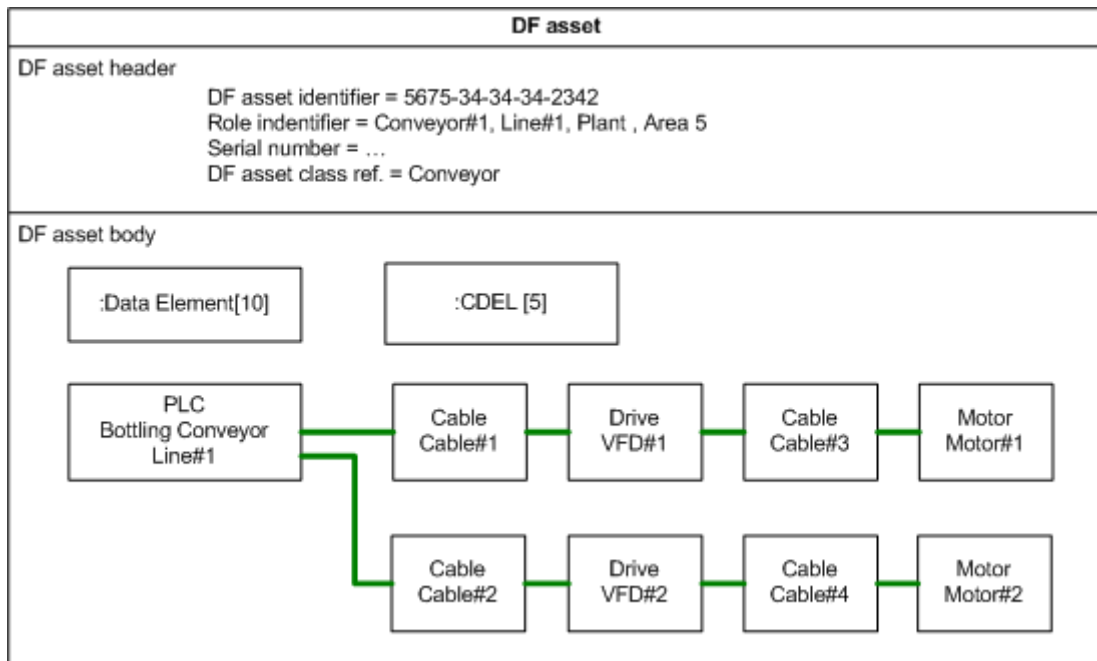 DF asset
DF asset header
DF asset identifier = 5675-34-34-34-2342
Role indentifier = Conveyor#1, Line#1, Plant , Area 5
Serial number = ...
DF asset class ref. = Conveyor
DF asset body
:Data Element[10]
:CDEL [5]
PLC
Bottling Conveyor
Line#1
Cable
Cable#1
Drive
VFD#1
Cable
Cable#3
Motor
Motor#1
Cable
Cable#2
Drive
VFD#2
Cable
Cable#4
Motor
Motor#2